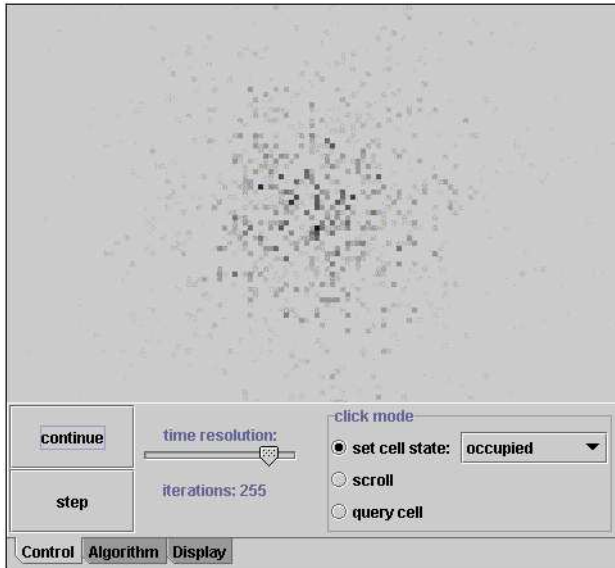 continue
step
time resolution:
iterations: 255
click mode
set cell state: occupied
scroll
query cell
Control Algorithm Display